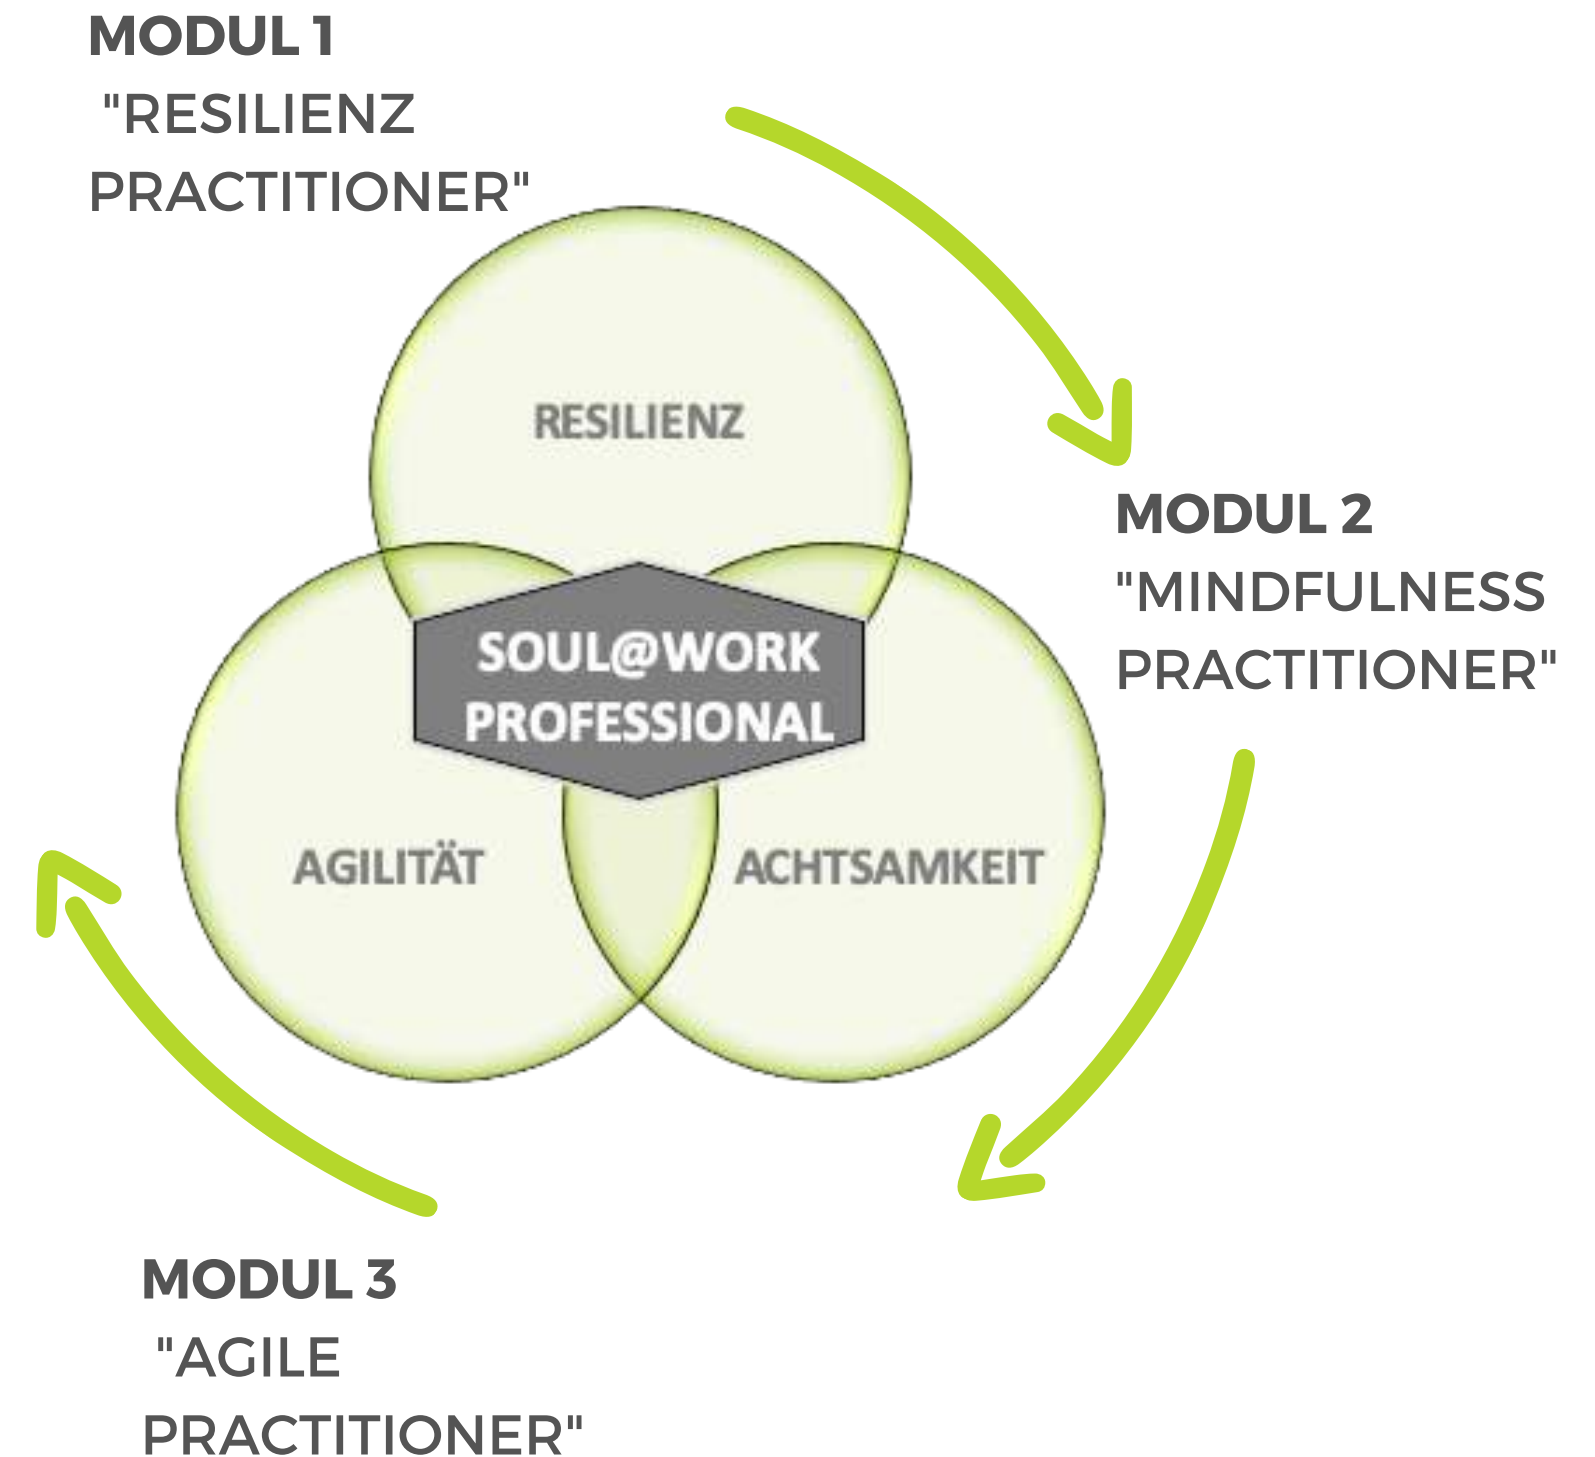 MODUL 1
"RESILIENZ
PRACTITIONER"
RESILIENZ
MODUL 2
"MINDFULNESS
PRACTITIONER"
SOUL@WORK
PROFESSIONAL
AGILITÄT
ACHTSAMKEIT
MODUL 3
"AGILE
PRACTITIONER"